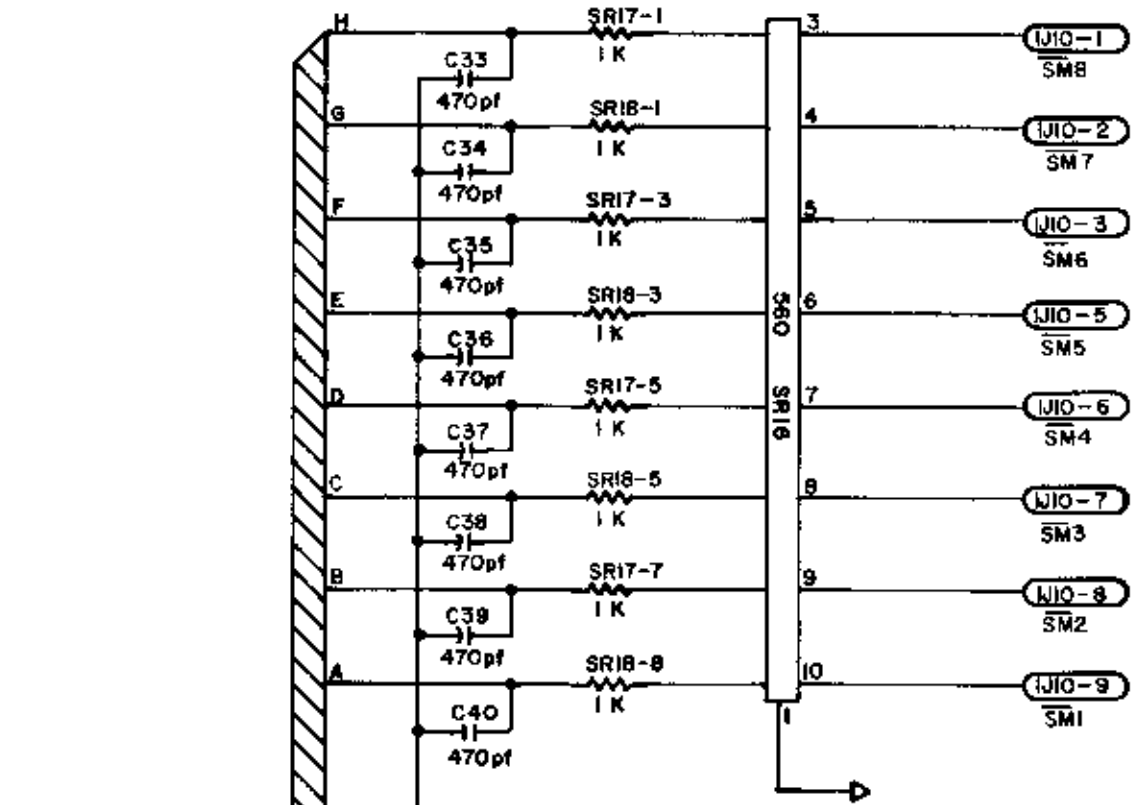 H SR17-1 3 1J10-1
C33 1K SM8
470pf
G SR18-1 4 1J10-2
C34 1K SM7
470pf
F SR17-3 5 1J10-3
C35 1K SM6
470pf
E SR18-3 6 1J10-5
C36 1K SM5
470pf
560 SR16
D SR17-5 7 1J10-6
C37 1K SM4
470pf
C SR18-5 8 1J10-7
C38 1K SM3
470pf
B SR17-7 9 1J10-8
C39 1K SM2
470pf
A SR18-8 10 1J10-9
C40 1K 1 SM1
470pf